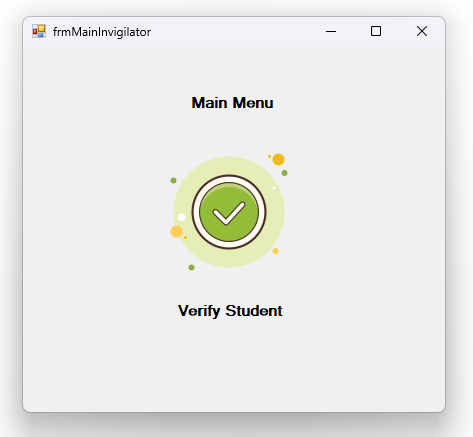 frmMainInvigilator
Main Menu
Verify Student